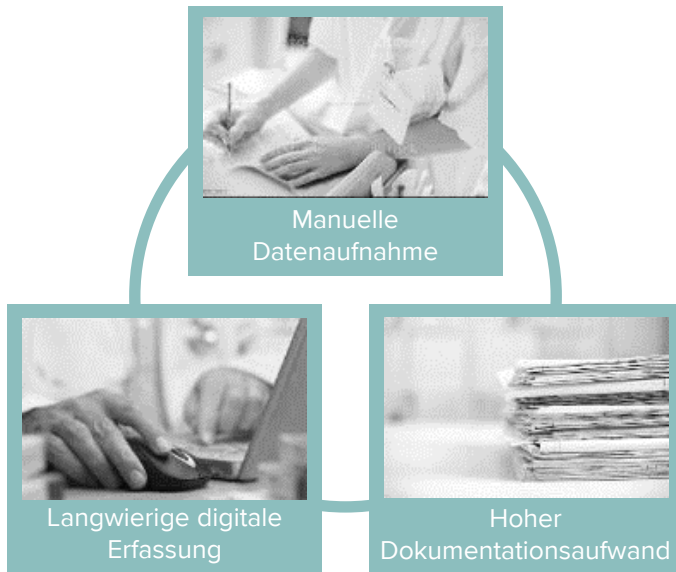 Manuelle
Datenaufnahme
Langwierige digitale
Erfassung
Hoher
Dokumentationsaufwand